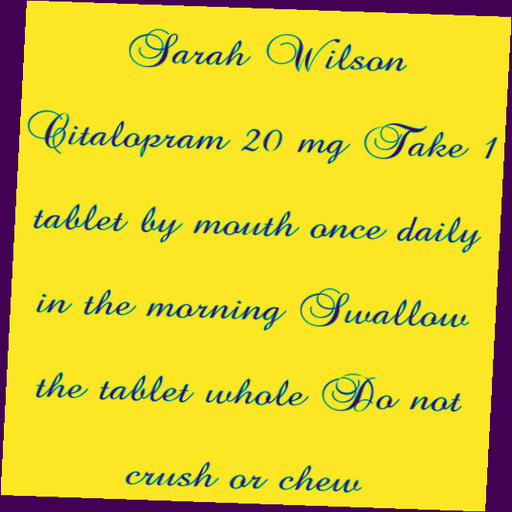 Sarah Wilson
Citalopram 20 mg Take 1
tablet by mouth once daily
in the morning Swallow
the tablet whole Do not
crush or chew